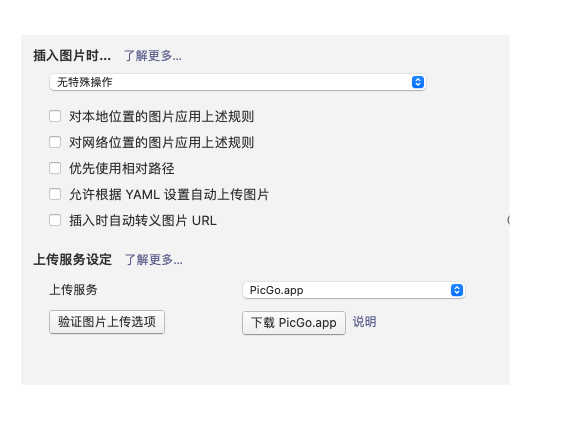 插入图片时... 了解更多...
无特殊操作
对本地位置的图片应用上述规则
对网络位置的图片应用上述规则
优先使用相对路径
允许根据 YAML 设置自动上传图片
插入时自动转义图片 URL
上传服务设定 了解更多...
上传服务 PicGo.app
验证图片上传选项 下载 PicGo.app 说明